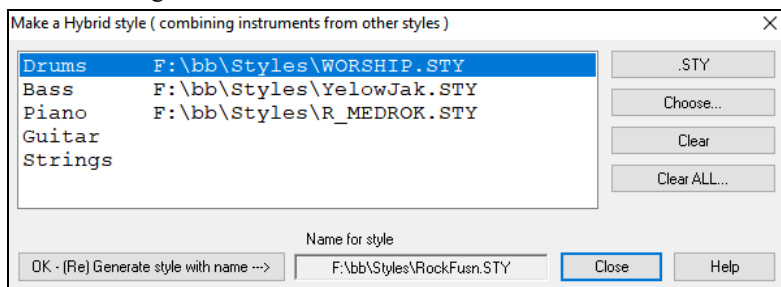 Make a Hybrid style ( combining instruments from other styles )
Drums F:\bb\Styles\WORSHIP.STY
Bass F:\bb\Styles\YelowJak.STY
Piano F:\bb\Styles\R_MEDROK.STY
Guitar
Strings
.STY
Choose...
Clear
Clear ALL...
Name for style
OK - (Re) Generate style with name ---> F:\bb\Styles\RockFusn.STY Close Help